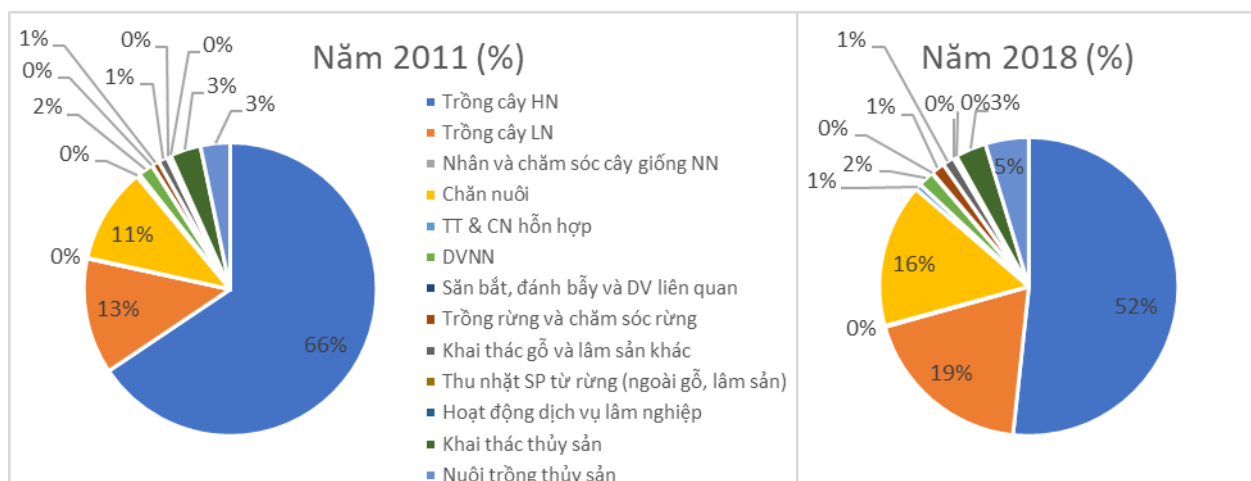 Năm 2011 (%)
1%
0%
0%
0%
1%
3%
2%
3%
0%
11%
0%
13%
66%
Trồng cây HN
Trồng cây LN
Nhân và chăm sóc cây giống NN
Chăn nuôi
TT & CN hỗn hợp
DVNN
Săn bắt, đánh bẫy và DV liên quan
Trồng rừng và chăm sóc rừng
Khai thác gỗ và lâm sản khác
Thu nhặt SP từ rừng (ngoài gỗ, lâm sản)
Hoạt động dịch vụ lâm nghiệp
Khai thác thủy sản
Nuôi trồng thủy sản
Năm 2018 (%)
1%
1%
0%
0%
3%
0%
2%
1%
5%
16%
0%
19%
52%